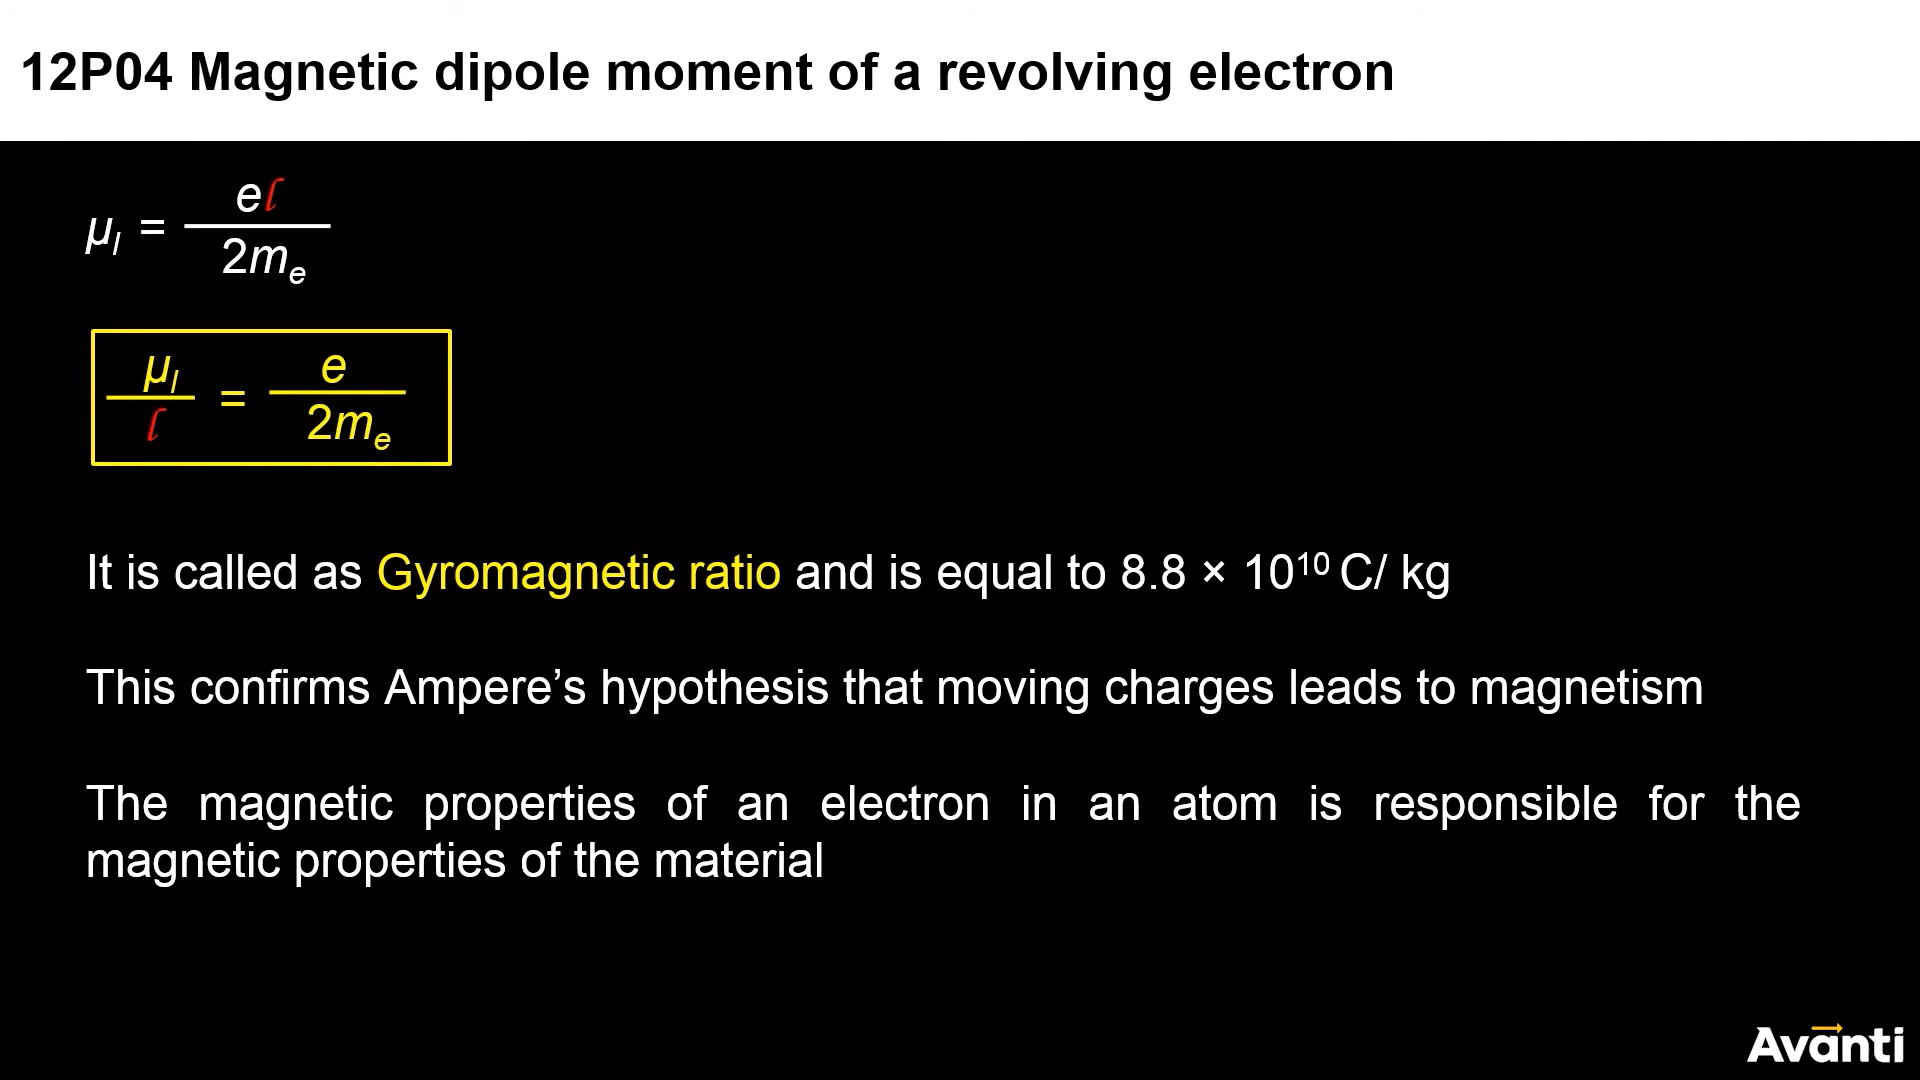 12P04 Magnetic dipole moment of a revolving electron
μₗ = el / 2mₑ
μₗ / l = e / 2mₑ
It is called as Gyromagnetic ratio and is equal to 8.8 × 10¹⁰ C/ kg
This confirms Ampere’s hypothesis that moving charges leads to magnetism
The magnetic properties of an electron in an atom is responsible for the
magnetic properties of the material
Avanti